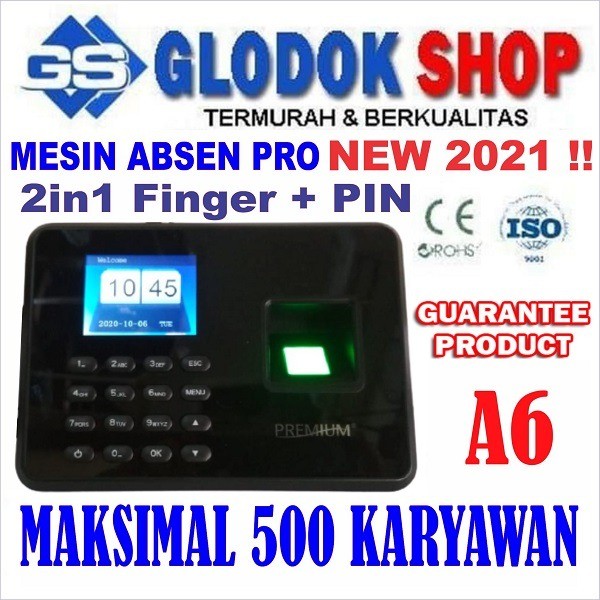 GS
GLODOK SHOP
TERMURAH & BERKUALITAS
MESIN ABSEN PRO NEW 2021 !!
2in1 Finger + PIN
CE
ROHS
ISO
9001
GUARANTEE
PRODUCT
Welcome
10 45
2020-10-06 TUE
1 2ABC 3DEF ESC
4GHI 5JKL 6MNO MENU
7PQRS 8TUV 9WXYZ ▲
0 OK ▼
PREMIUM®
A6
MAKSIMAL 500 KARYAWAN